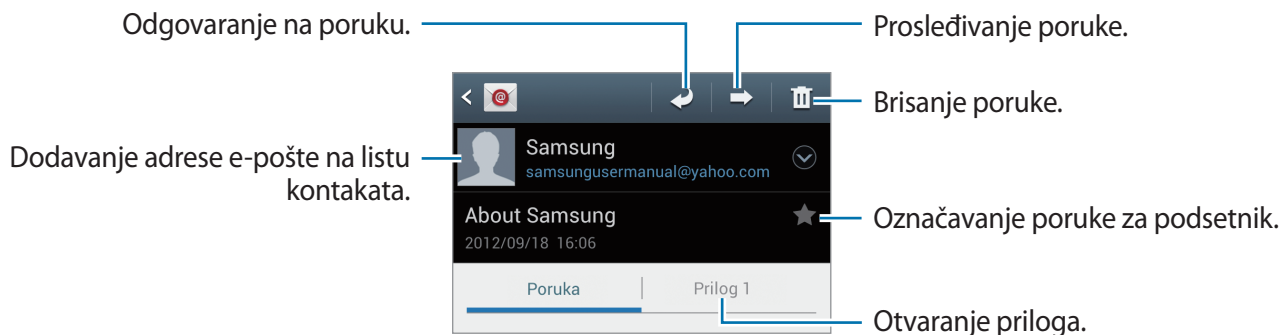 Odgovaranje na poruku.
Prosleđivanje poruke.
Brisanje poruke.
Dodavanje adrese e-pošte na listu
kontakata.
Samsung
samsungusermanual@yahoo.com
About Samsung
2012/09/18 16:06
Označavanje poruke za podsetnik.
Poruka
Prilog 1
Otvaranje priloga.